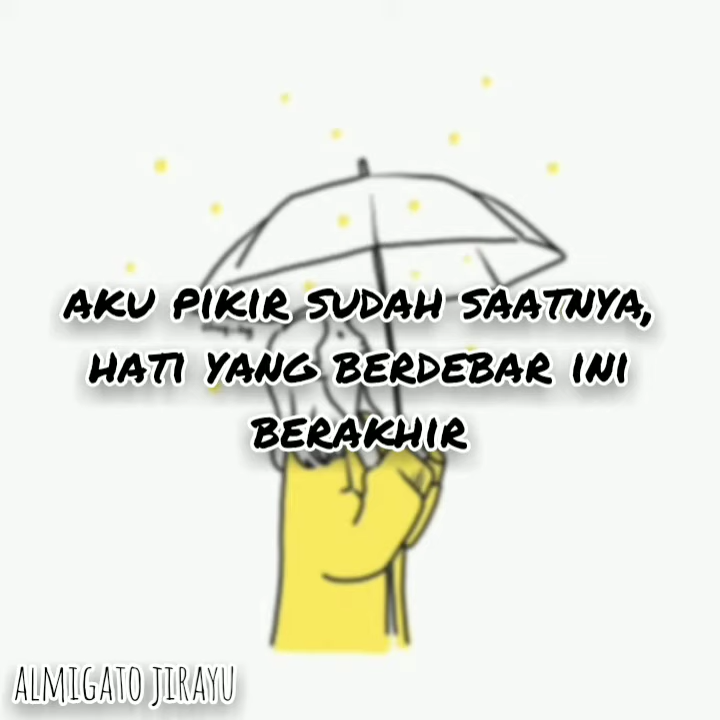 AKU PIKIR SUDAH SAATNYA,
HATI YANG BERDEBAR INI
BERAKHIR
ALMIGATO JIRAYU